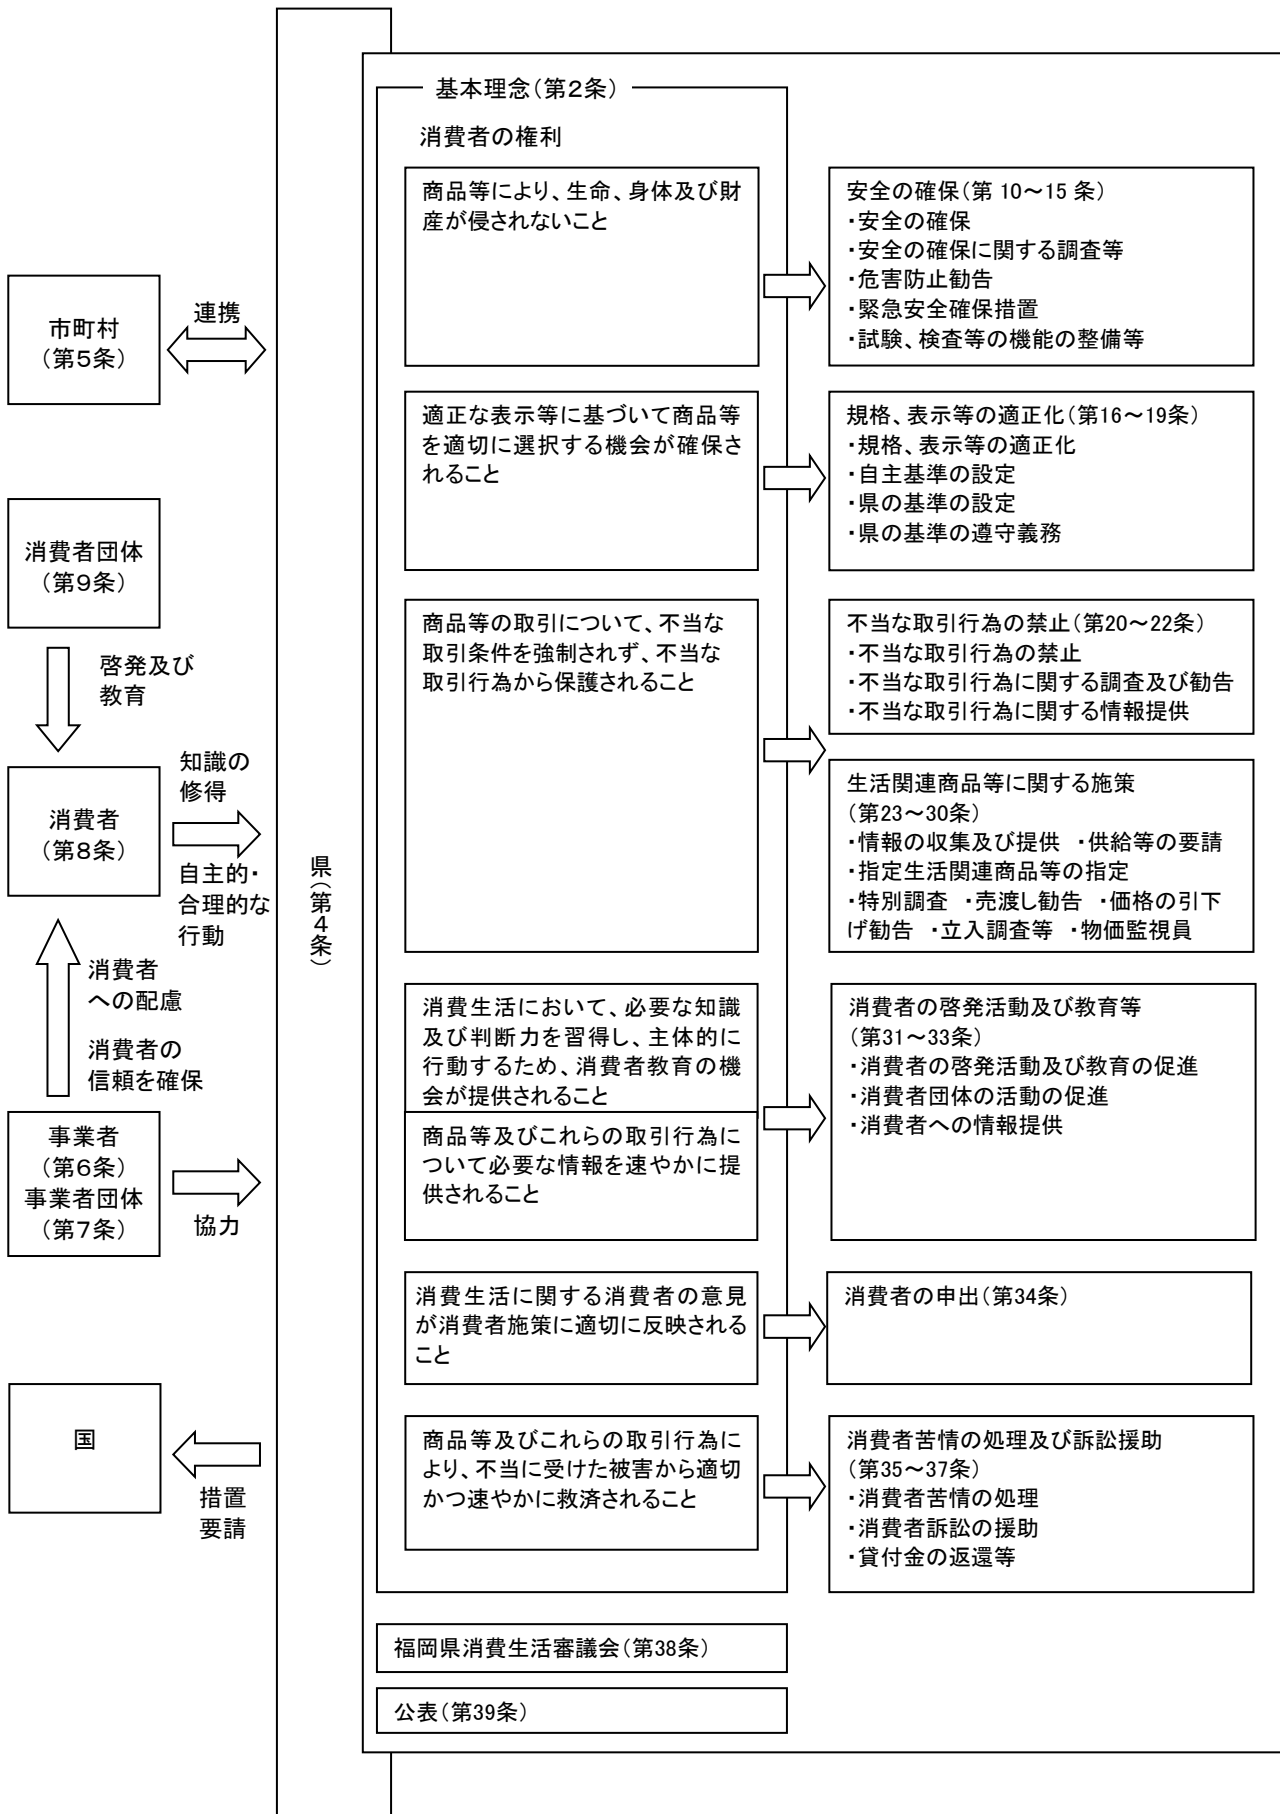 市町村
（第5条）
連携
消費者団体
（第9条）
啓発及び
教育
消費者
（第8条）
知識の
修得
自主的・
合理的な
行動
消費者
への配慮
消費者の
信頼を確保
事業者
（第6条）
事業者団体
（第7条）
協力
国
措置
要請
県（第4条）
基本理念（第2条）
消費者の権利
商品等により、生命、身体及び財
産が侵されないこと
安全の確保（第 10～15 条）
・安全の確保
・安全の確保に関する調査等
・危害防止勧告
・緊急安全確保措置
・試験、検査等の機能の整備等
適正な表示等に基づいて商品等
を適切に選択する機会が確保さ
れること
規格、表示等の適正化（第16～19条）
・規格、表示等の適正化
・自主基準の設定
・県の基準の設定
・県の基準の遵守義務
商品等の取引について、不当な
取引条件を強制されず、不当な
取引行為から保護されること
不当な取引行為の禁止（第20～22条）
・不当な取引行為の禁止
・不当な取引行為に関する調査及び勧告
・不当な取引行為に関する情報提供
生活関連商品等に関する施策
（第23～30条）
・情報の収集及び提供 ・供給等の要請
・指定生活関連商品等の指定
・特別調査 ・売渡し勧告 ・価格の引下
げ勧告 ・立入調査等 ・物価監視員
消費生活において、必要な知識
及び判断力を習得し、主体的に
行動するため、消費者教育の機
会が提供されること
商品等及びこれらの取引行為に
ついて必要な情報を速やかに提
供されること
消費者の啓発活動及び教育等
（第31～33条）
・消費者の啓発活動及び教育の促進
・消費者団体の活動の促進
・消費者への情報提供
消費生活に関する消費者の意見
が消費者施策に適切に反映される
こと
消費者の申出（第34条）
商品等及びこれらの取引行為に
より、不当に受けた被害から適切
かつ速やかに救済されること
消費者苦情の処理及び訴訟援助
（第35～37条）
・消費者苦情の処理
・消費者訴訟の援助
・貸付金の返還等
福岡県消費生活審議会（第38条）
公表（第39条）